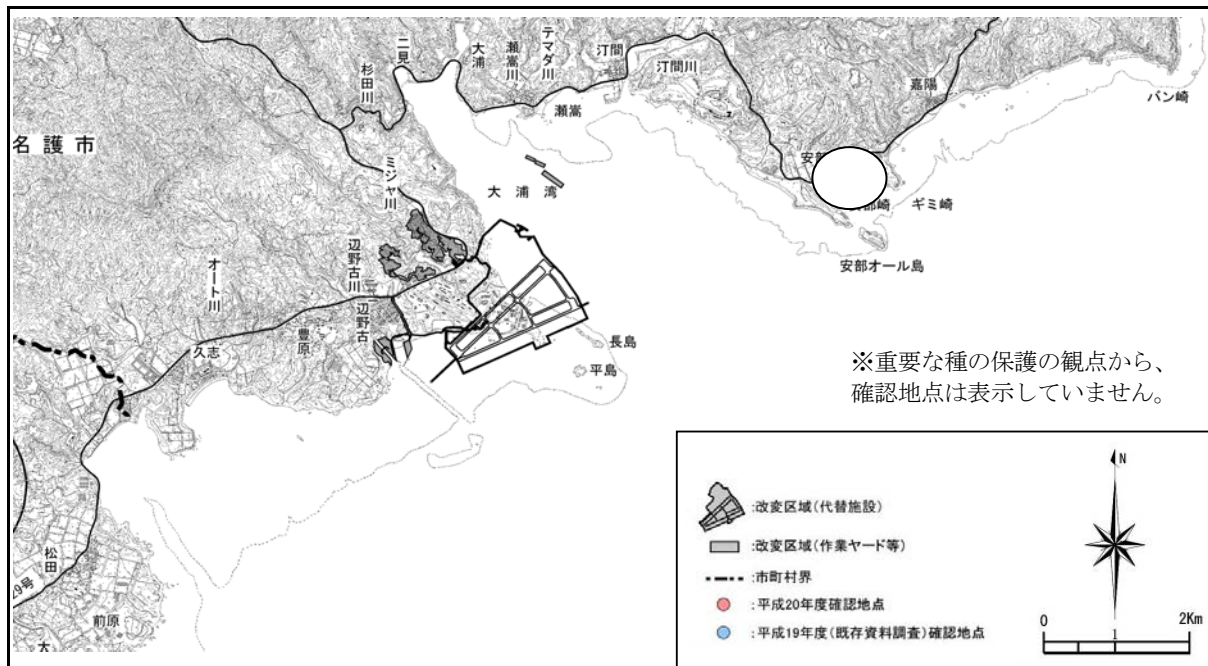 二見
大浦
瀬嵩川
テマダ川
汀間
杉田川
汀間川
嘉陽
バン崎
瀬嵩
名護市
ミジャ川
大浦湾
安部
部崎
ギミ崎
安部オール島
辺野古川
オート川
辺野古
豊原
久志
長島
平島
※重要な種の保護の観点から、
確認地点は表示していません。
松田
29号
前原
:改変区域(代替施設)
:改変区域(作業ヤード等)
:市町村界
:平成20年度確認地点
:平成19年度(既存資料調査)確認地点
N
0 1 2Km